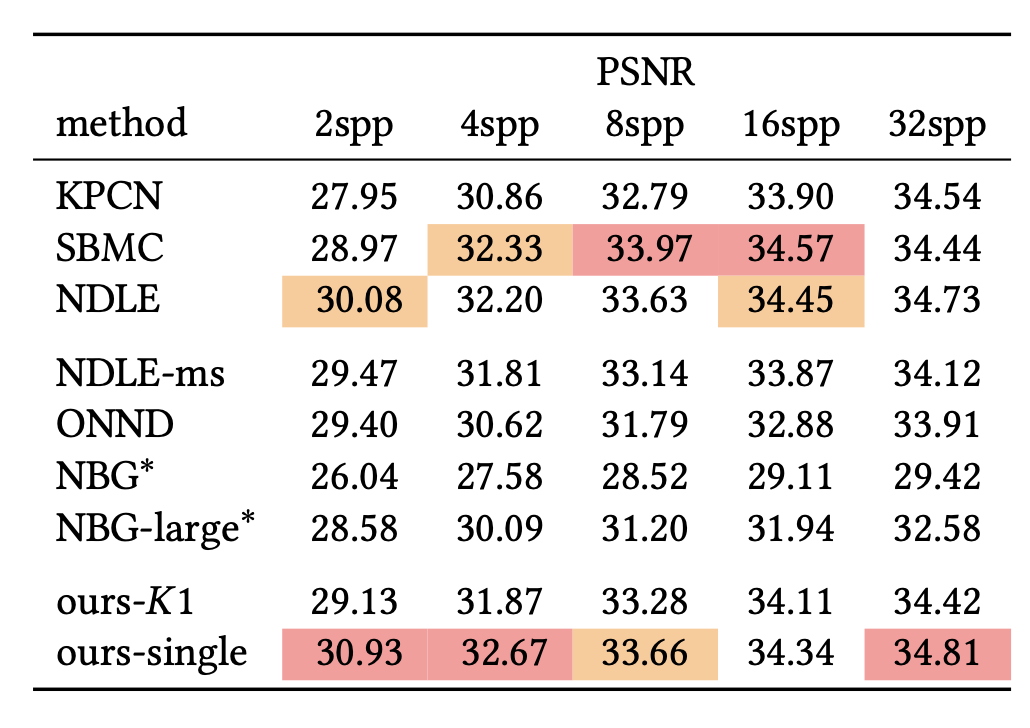 PSNR
method 2spp 4spp 8spp 16spp 32spp
KPCN 27.95 30.86 32.79 33.90 34.54
SBMC 28.97 32.33 33.97 34.57 34.44
NDLE 30.08 32.20 33.63 34.45 34.73
NDLE-ms 29.47 31.81 33.14 33.87 34.12
ONND 29.40 30.62 31.79 32.88 33.91
NBG* 26.04 27.58 28.52 29.11 29.42
NBG-large* 28.58 30.09 31.20 31.94 32.58
ours-K1 29.13 31.87 33.28 34.11 34.42
ours-single 30.93 32.67 33.66 34.34 34.81